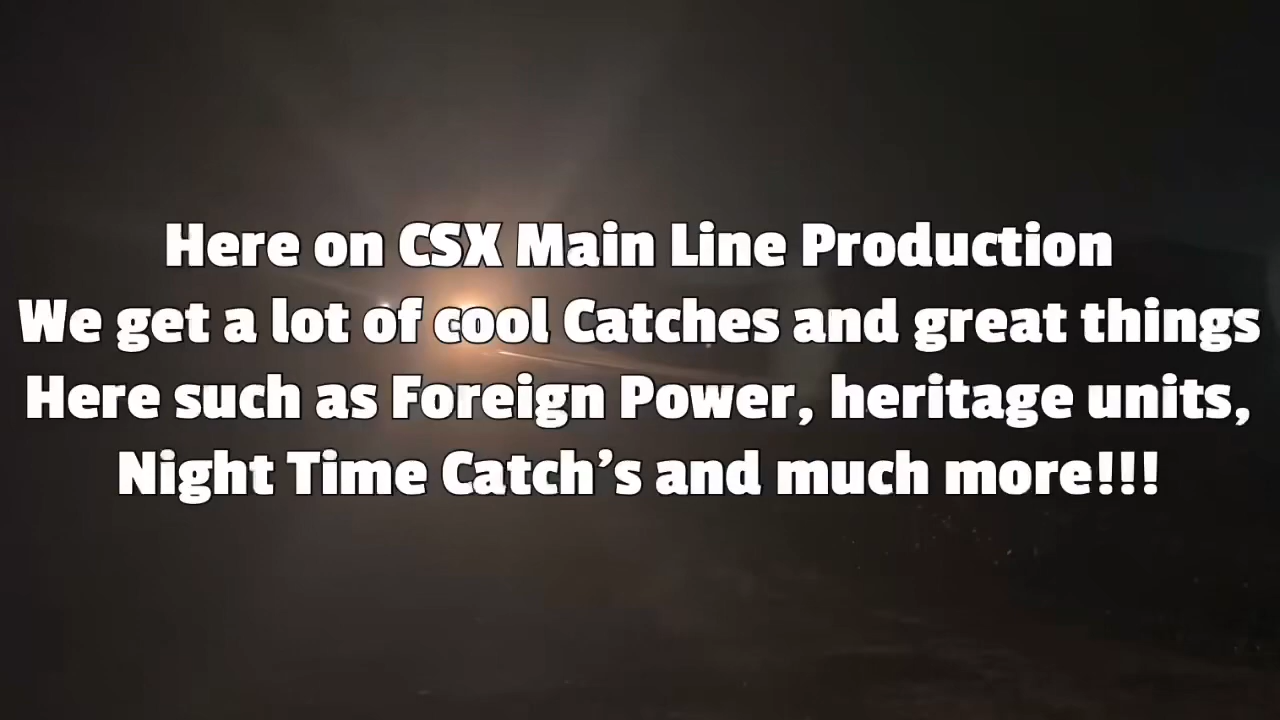 Here on CSX Main Line Production
We get a lot of cool Catches and great things
Here such as Foreign Power, heritage units,
Night Time Catch’s and much more!!!